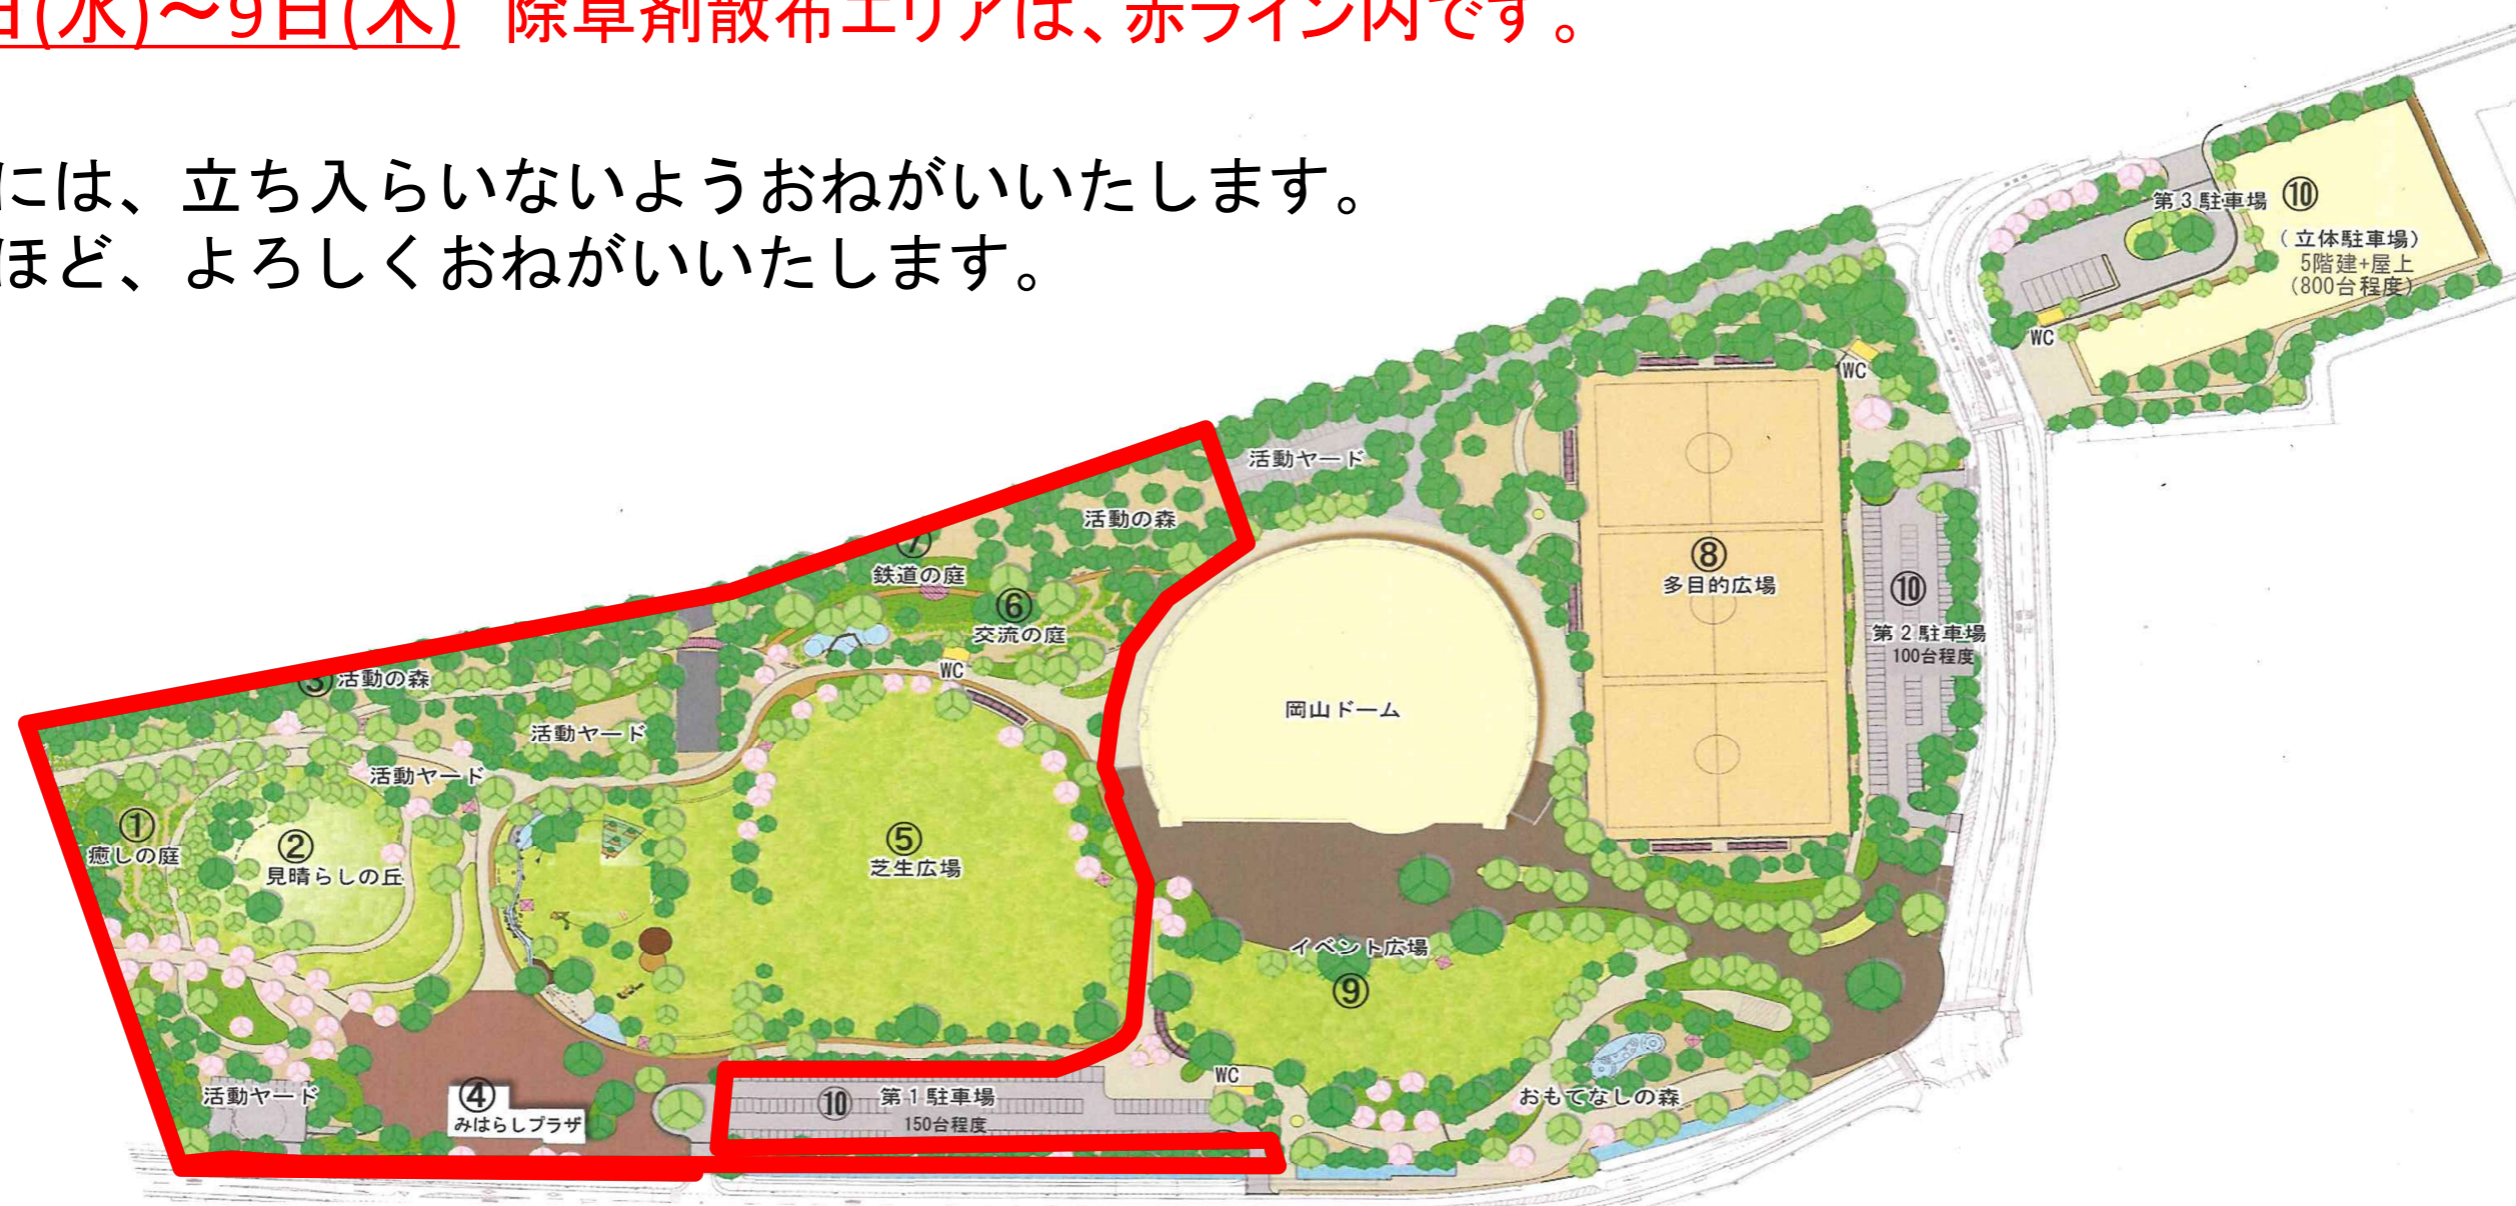 日(水)～9日(木) 除草剤散布エリアは、赤ライン内です。
には、立ち入らいないようおねがいいたします。
ほど、よろしくおねがいいたします。
第3駐車場 ⑩
(立体駐車場)
5階建+屋上
(800台程度)
WC
WC
活動ヤード
活動の森
⑦
鉄道の庭
⑥
交流の庭
WC
⑧
多目的広場
⑩
第2駐車場
100台程度
③活動の森
活動ヤード
岡山ドーム
活動ヤード
①
癒しの庭
②
見晴らしの丘
⑤
芝生広場
イベント広場
⑨
活動ヤード
④
みはらしプラザ
⑩ 第1駐車場
150台程度
WC
おもてなしの森